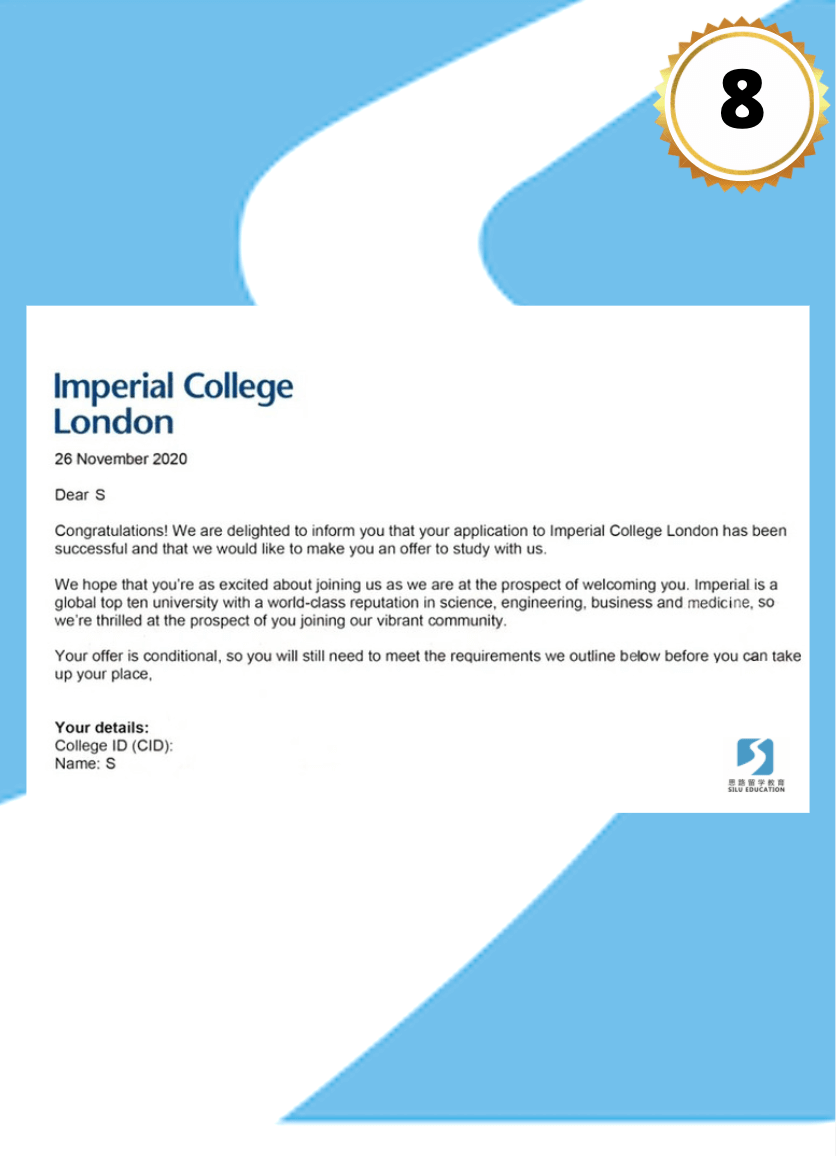 8
Imperial College
London
26 November 2020
Dear S
Congratulations! We are delighted to inform you that your application to Imperial College London has been
successful and that we would like to make you an offer to study with us.
We hope that you're as excited about joining us as we are at the prospect of welcoming you. Imperial is a
global top ten university with a world-class reputation in science, engineering, business and medicine, so
we're thrilled at the prospect of you joining our vibrant community.
Your offer is conditional, so you will still need to meet the requirements we outline below before you can take
up your place,
Your details:
College ID (CID):
Name: S
思路留学教育
SILU EDUCATION